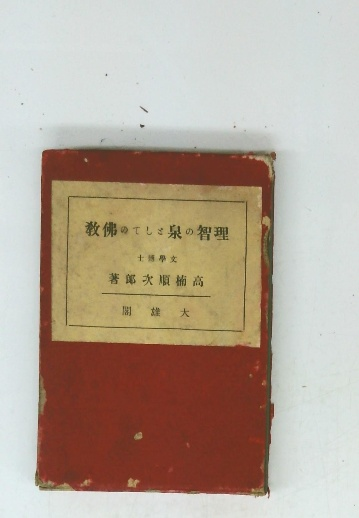 理智の泉としての佛教
文學博士
高楠順次郎著
大雄閣